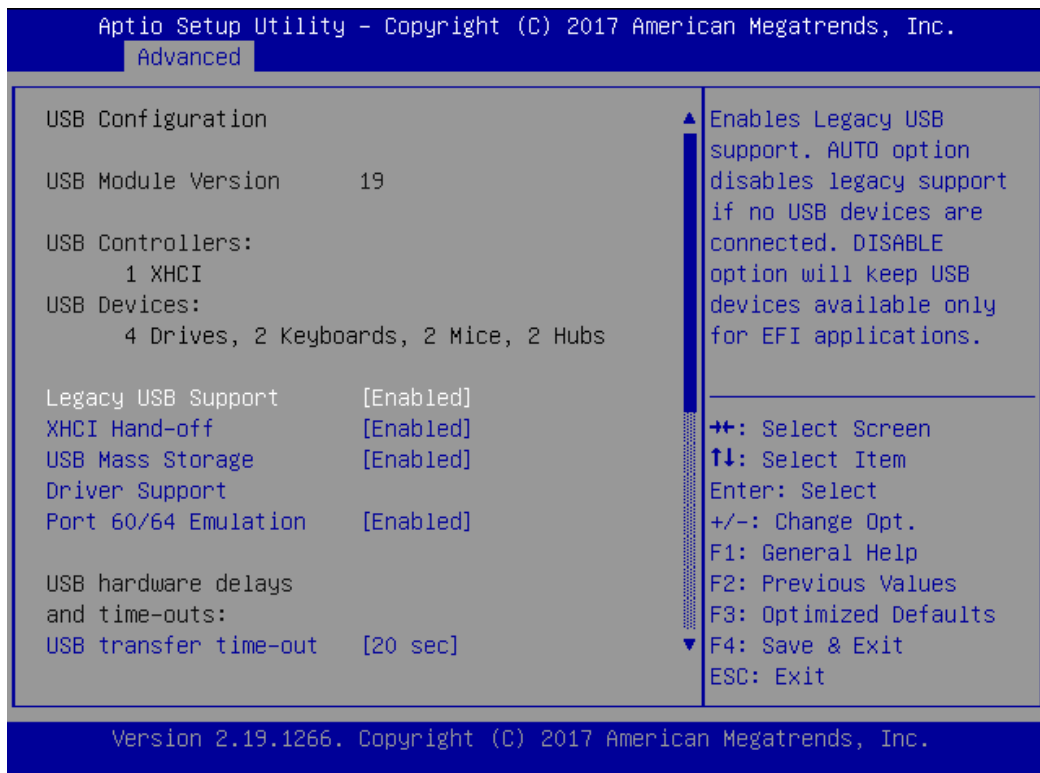 Aptio Setup Utility – Copyright (C) 2017 American Megatrends, Inc.
Advanced
USB Configuration
USB Module Version 19
USB Controllers:
1 XHCI
USB Devices:
4 Drives, 2 Keyboards, 2 Mice, 2 Hubs
Legacy USB Support [Enabled]
XHCI Hand-off [Enabled]
USB Mass Storage [Enabled]
Driver Support
Port 60/64 Emulation [Enabled]
USB hardware delays
and time-outs:
USB transfer time-out [20 sec]
Enables Legacy USB
support. AUTO option
disables legacy support
if no USB devices are
connected. DISABLE
option will keep USB
devices available only
for EFI applications.
→←: Select Screen
↑↓: Select Item
Enter: Select
+/-: Change Opt.
F1: General Help
F2: Previous Values
F3: Optimized Defaults
F4: Save & Exit
ESC: Exit
Version 2.19.1266. Copyright (C) 2017 American Megatrends, Inc.